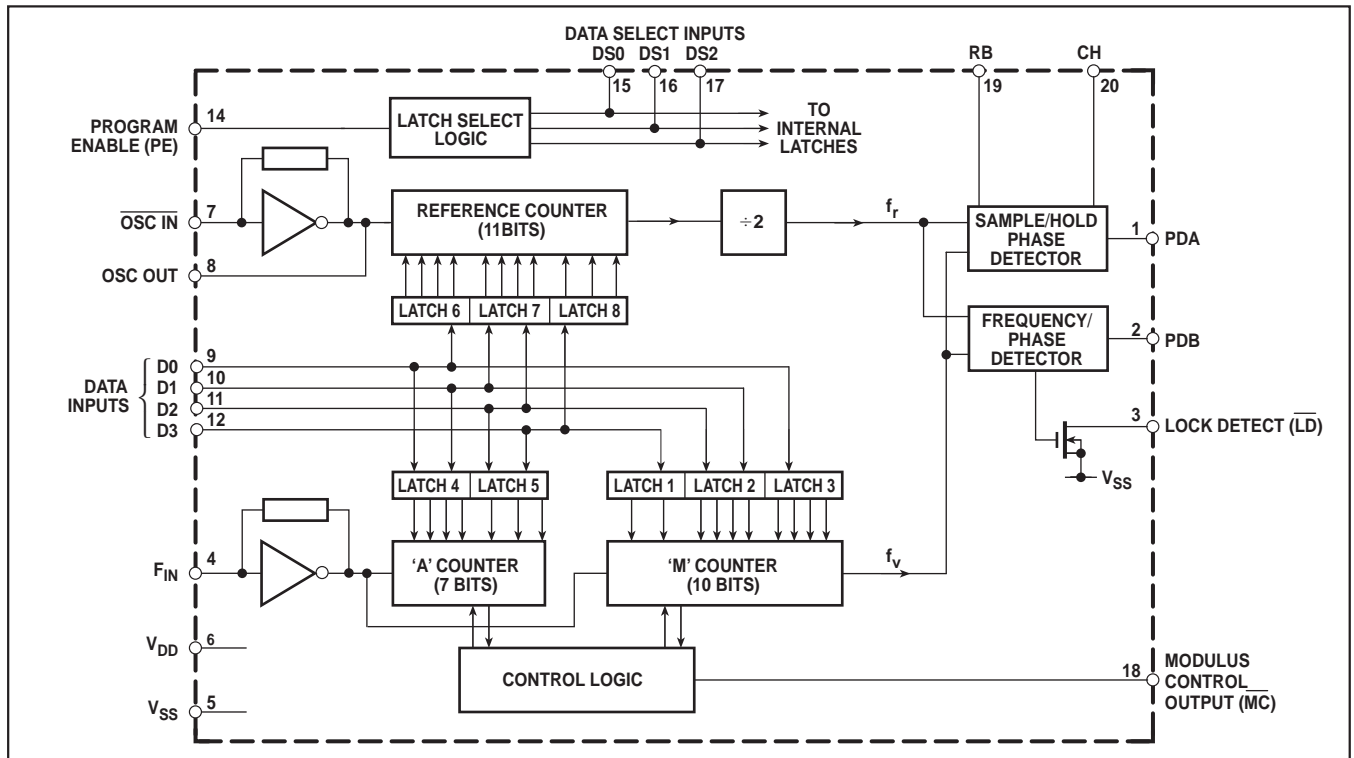 DATA SELECT INPUTS
DS0 DS1 DS2
15 16 17
RB CH
19 20
14
PROGRAM
ENABLE (PE)
LATCH SELECT
LOGIC
TO
INTERNAL
LATCHES
7
OSC IN
8
OSC OUT
REFERENCE COUNTER
(11BITS)
÷2
fr
SAMPLE/HOLD
PHASE
DETECTOR
1
PDA
LATCH 6 LATCH 7 LATCH 8
FREQUENCY/
PHASE
DETECTOR
2
PDB
DATA
INPUTS
9
D0
10
D1
11
D2
12
D3
3
LOCK DETECT (LD)
VSS
LATCH 4 LATCH 5
LATCH 1 LATCH 2 LATCH 3
4
FIN
'A' COUNTER
(7 BITS)
'M' COUNTER
(10 BITS)
fv
6
VDD
5
VSS
CONTROL LOGIC
18
MODULUS
CONTROL
OUTPUT (MC)